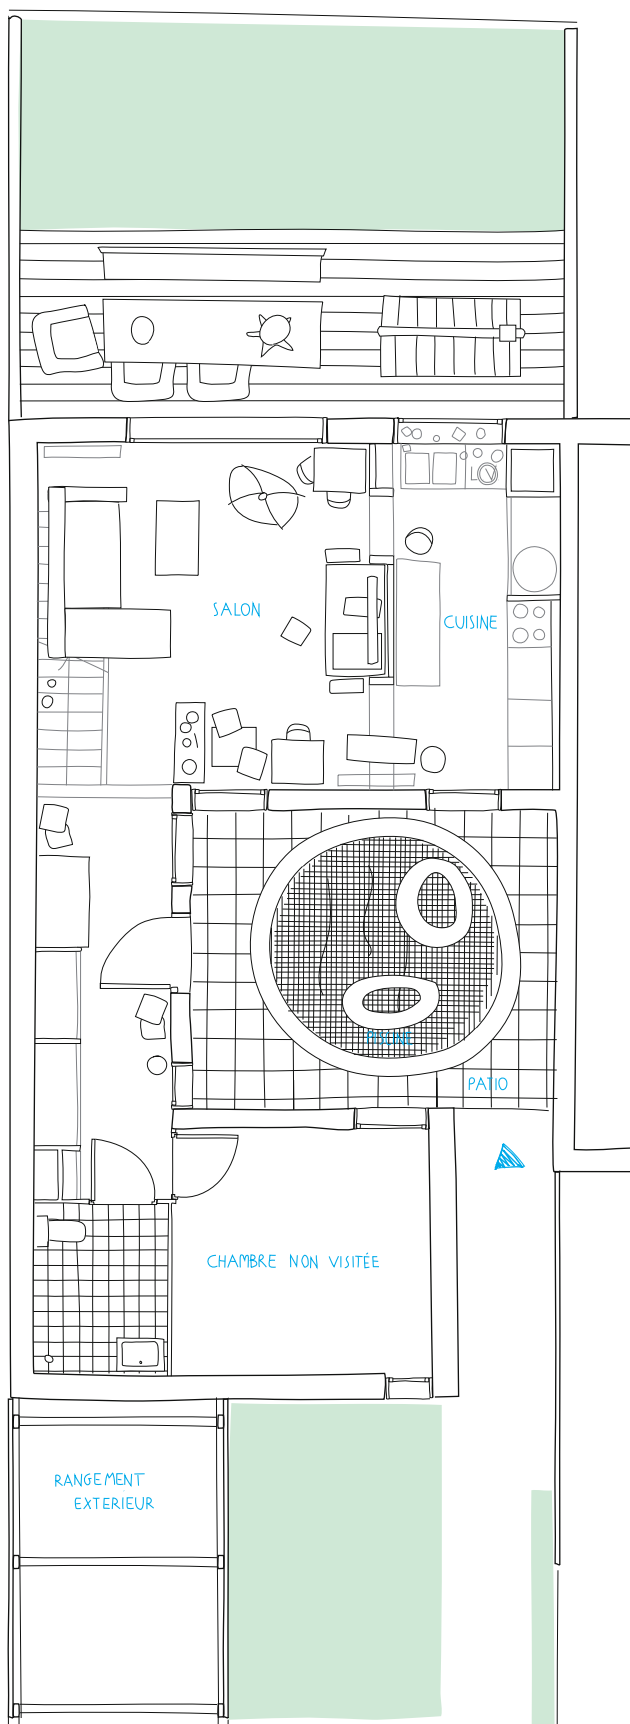 SALON
CUISINE
PATIO
CHAMBRE NON VISITÉE
RANGEMENT
EXTERIEUR